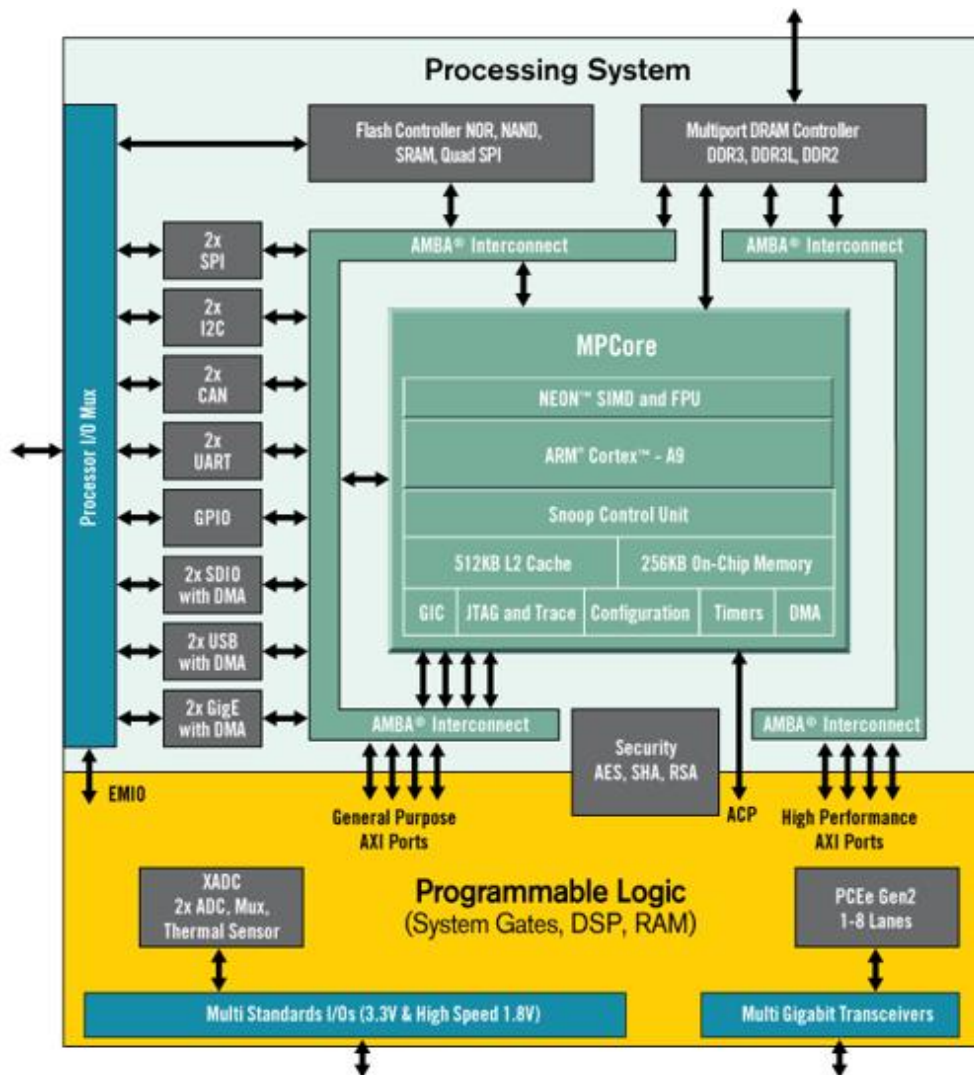 Processing System
Flash Controller NOR, NAND,
SRAM, Quad SPI
Multiport DRAM Controller
DDR3, DDR3L, DDR2
Processor I/O Mux
2x
SPI
2x
I2C
2x
CAN
2x
UART
GPIO
2x SDIO
with DMA
2x USB
with DMA
2x GigE
with DMA
AMBA® Interconnect
AMBA® Interconnect
MPCore
NEON™ SIMD and FPU
ARM® Cortex™ - A9
Snoop Control Unit
512KB L2 Cache
256KB On-Chip Memory
GIC
JTAG and Trace
Configuration
Timers
DMA
AMBA® Interconnect
AMBA® Interconnect
Security
AES, SHA, RSA
EMIO
General Purpose
AXI Ports
ACP
High Performance
AXI Ports
XADC
2x ADC, Mux,
Thermal Sensor
Programmable Logic
(System Gates, DSP, RAM)
PCEe Gen2
1-8 Lanes
Multi Standards I/Os (3.3V & High Speed 1.8V)
Multi Gigabit Transceivers